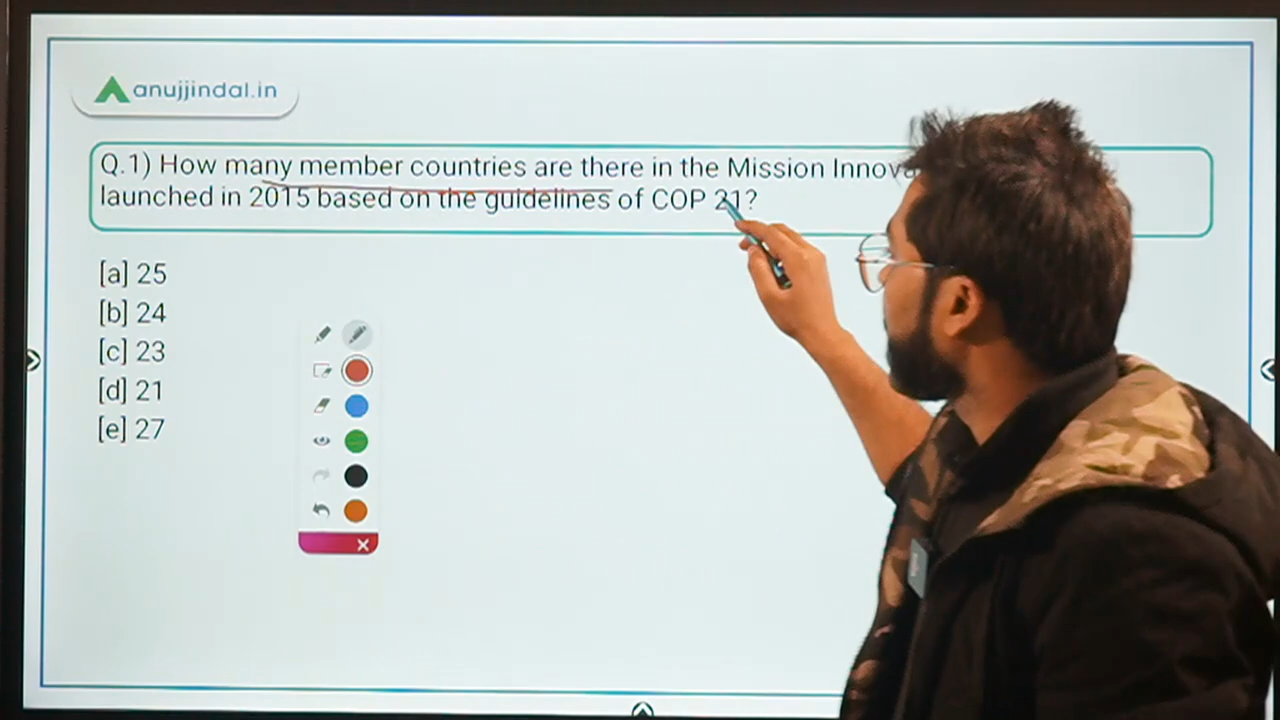 anujjindal.in
Q.1) How many member countries are there in the Mission
launched in 2015 based on the guidelines of COP 21?
[a] 25
[b] 24
[c] 23
[d] 21
[e] 27